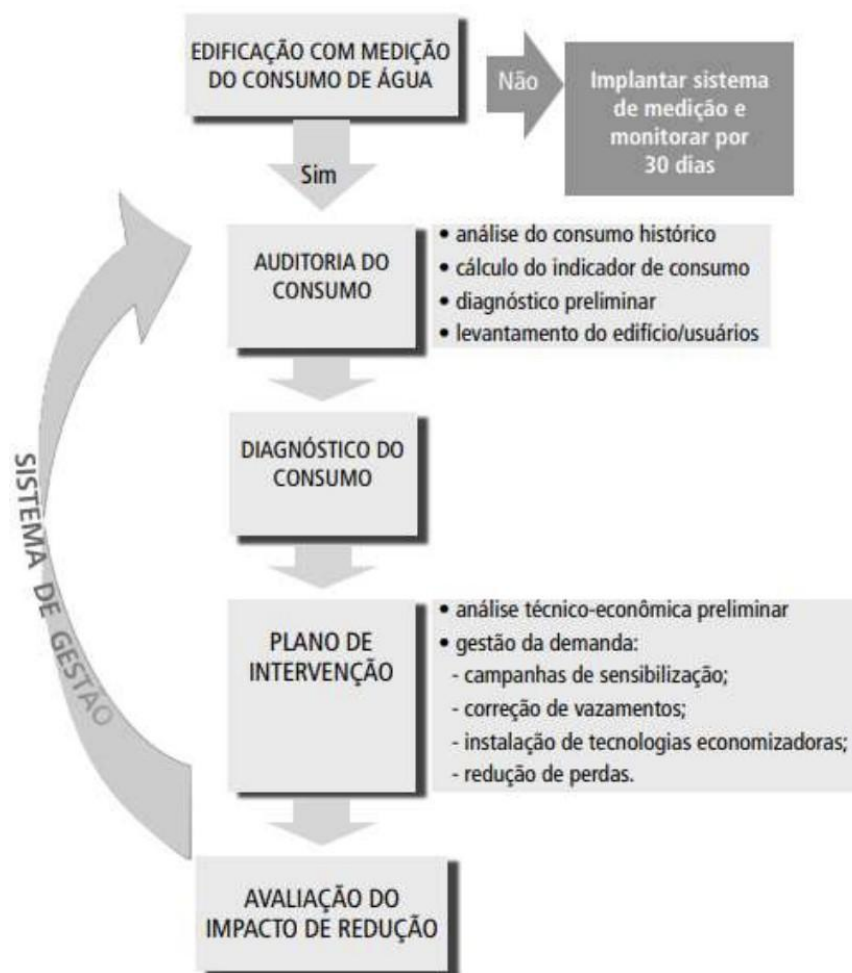 EDIFICAÇÃO COM MEDIÇÃO
DO CONSUMO DE ÁGUA
Não
Implantar sistema
de medição e
monitorar por
30 dias
Sim
AUDITORIA DO
CONSUMO
• análise do consumo histórico
• cálculo do indicador de consumo
• diagnóstico preliminar
• levantamento do edifício/usuários
DIAGNÓSTICO DO
CONSUMO
SISTEMA DE GESTÃO
PLANO DE
INTERVENÇÃO
• análise técnico-econômica preliminar
• gestão da demanda:
- campanhas de sensibilização;
- correção de vazamentos;
- instalação de tecnologias economizadoras;
- redução de perdas.
AVALIAÇÃO DO
IMPACTO DE REDUÇÃO